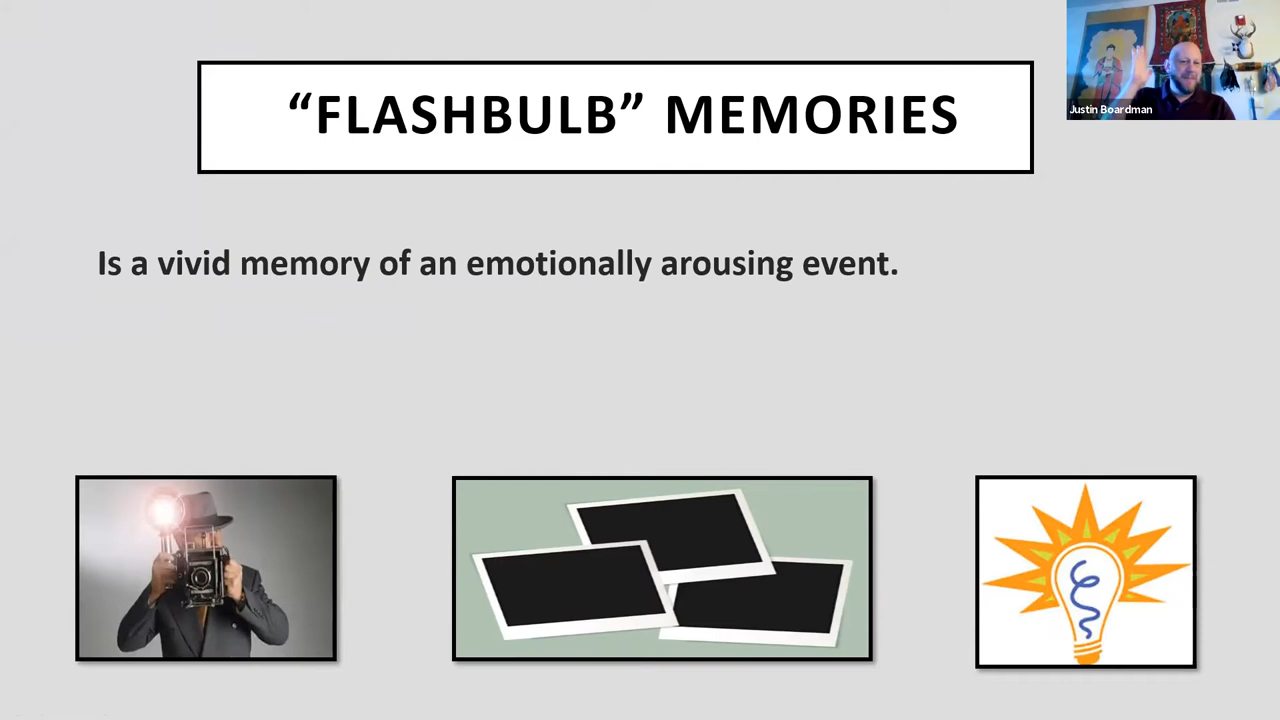 “FLASHBULB” MEMORIES
Justin Boardman
Is a vivid memory of an emotionally arousing event.